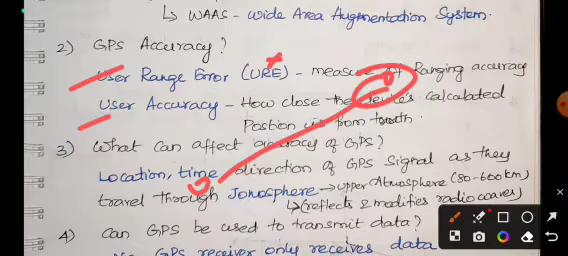 ↳ WAAS - Wide Area Augmentation System.
2) GPS Accuracy?
User Range Error (URE) - measure of Ranging accuracy
User Accuracy - How close the device's calculated
Position is from truth.
3) What can affect accuracy of GPS?
Location, time, direction of GPS signal as they
travel through Ionosphere → upper Atmosphere (80-600km)
↳ (reflects & modifies radio waves)
4) Can GPS be used to transmit data?
GPS receiver only receives data